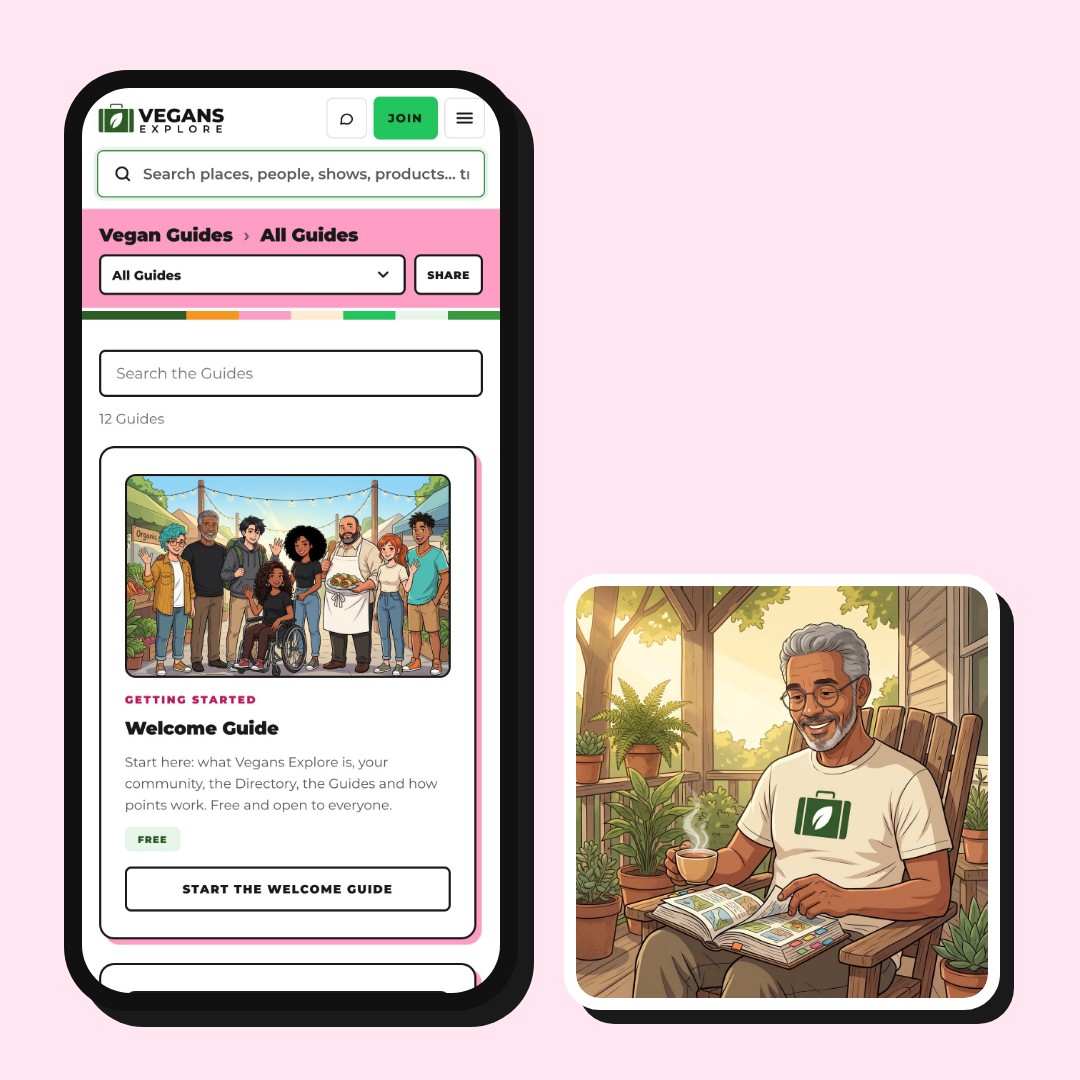 VEGANS
EXPLORE
JOIN
Search places, people, shows, products...
Vegan Guides › All Guides
All Guides
SHARE
Search the Guides
12 Guides
Organic
GETTING STARTED
Welcome Guide
Start here: what Vegans Explore is, your
community, the Directory, the Guides and how
points work. Free and open to everyone.
FREE
START THE WELCOME GUIDE